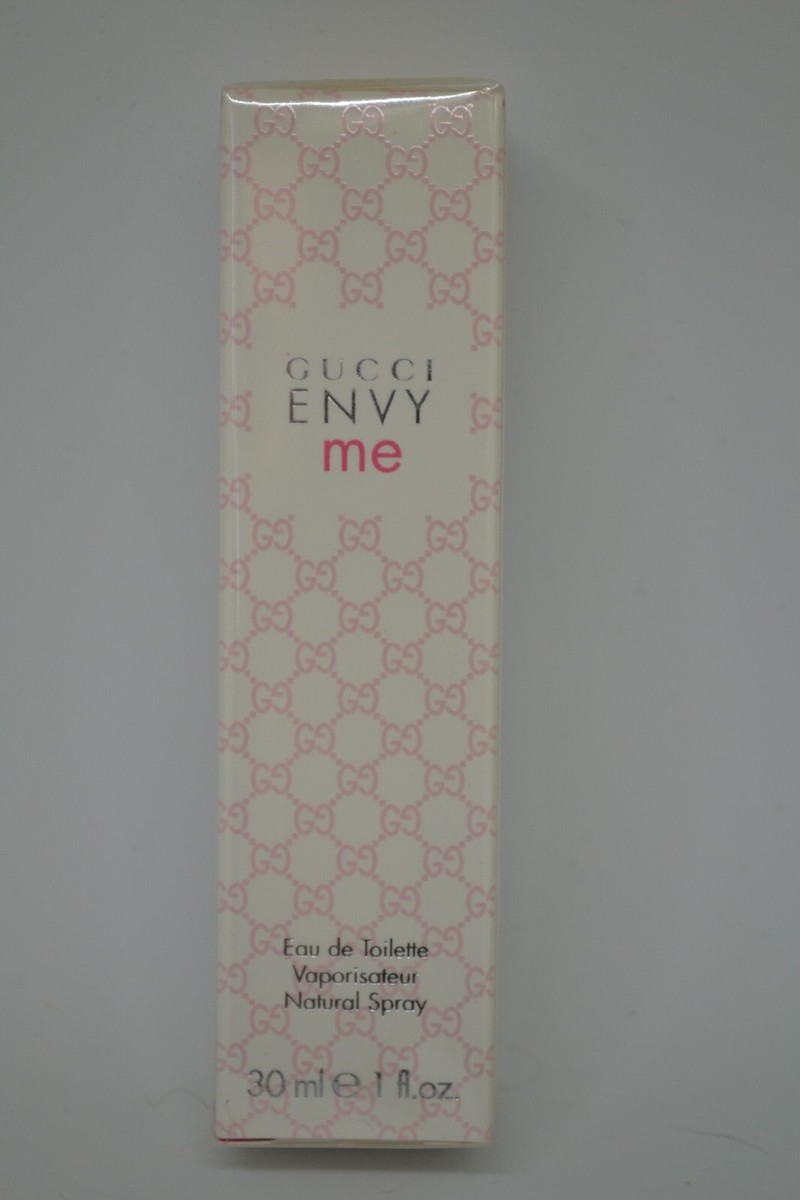 GUCCI
ENVY
me
Eau de Toilette
Vaporisateur
Natural Spray
30 ml ℮ 1 fl.oz.